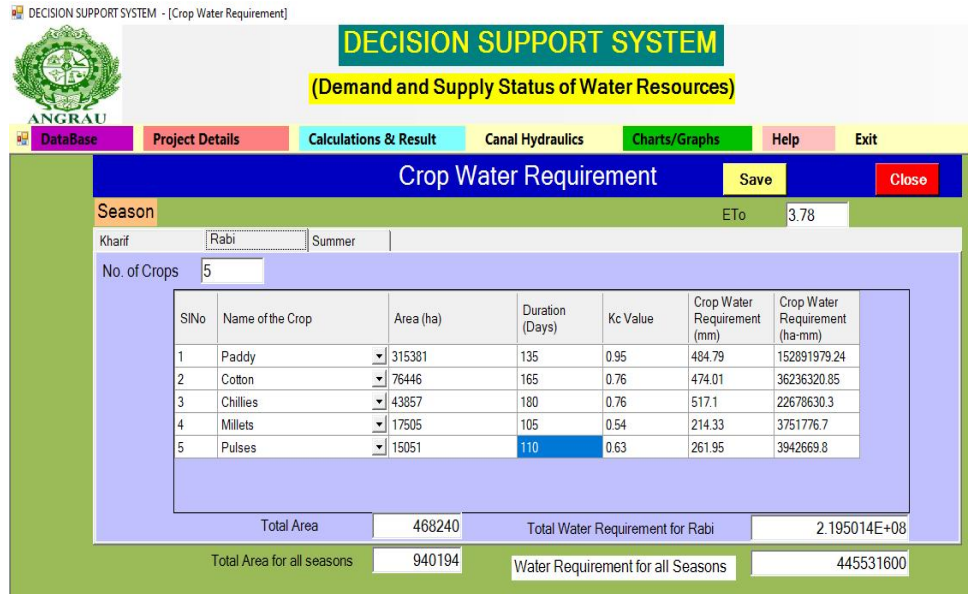 DECISION SUPPORT SYSTEM - [Crop Water Requirement]
DECISION SUPPORT SYSTEM
(Demand and Supply Status of Water Resources)
ANGRAU
DataBase Project Details Calculations & Result Canal Hydraulics Charts/Graphs Help Exit
Crop Water Requirement Save Close
Season ETo 3.78
Kharif Rabi Summer
No. of Crops 5
SlNo Name of the Crop Area (ha) Duration (Days) Kc Value Crop Water Requirement (mm) Crop Water Requirement (ha-mm)
1 Paddy 315381 135 0.95 484.79 152891979.24
2 Cotton 76446 165 0.76 474.01 36236320.85
3 Chillies 43857 180 0.76 517.1 22678630.3
4 Millets 17505 105 0.54 214.33 3751776.7
5 Pulses 15051 110 0.63 261.95 3942669.8
Total Area 468240 Total Water Requirement for Rabi 2.195014E+08
Total Area for all seasons 940194 Water Requirement for all Seasons 445531600